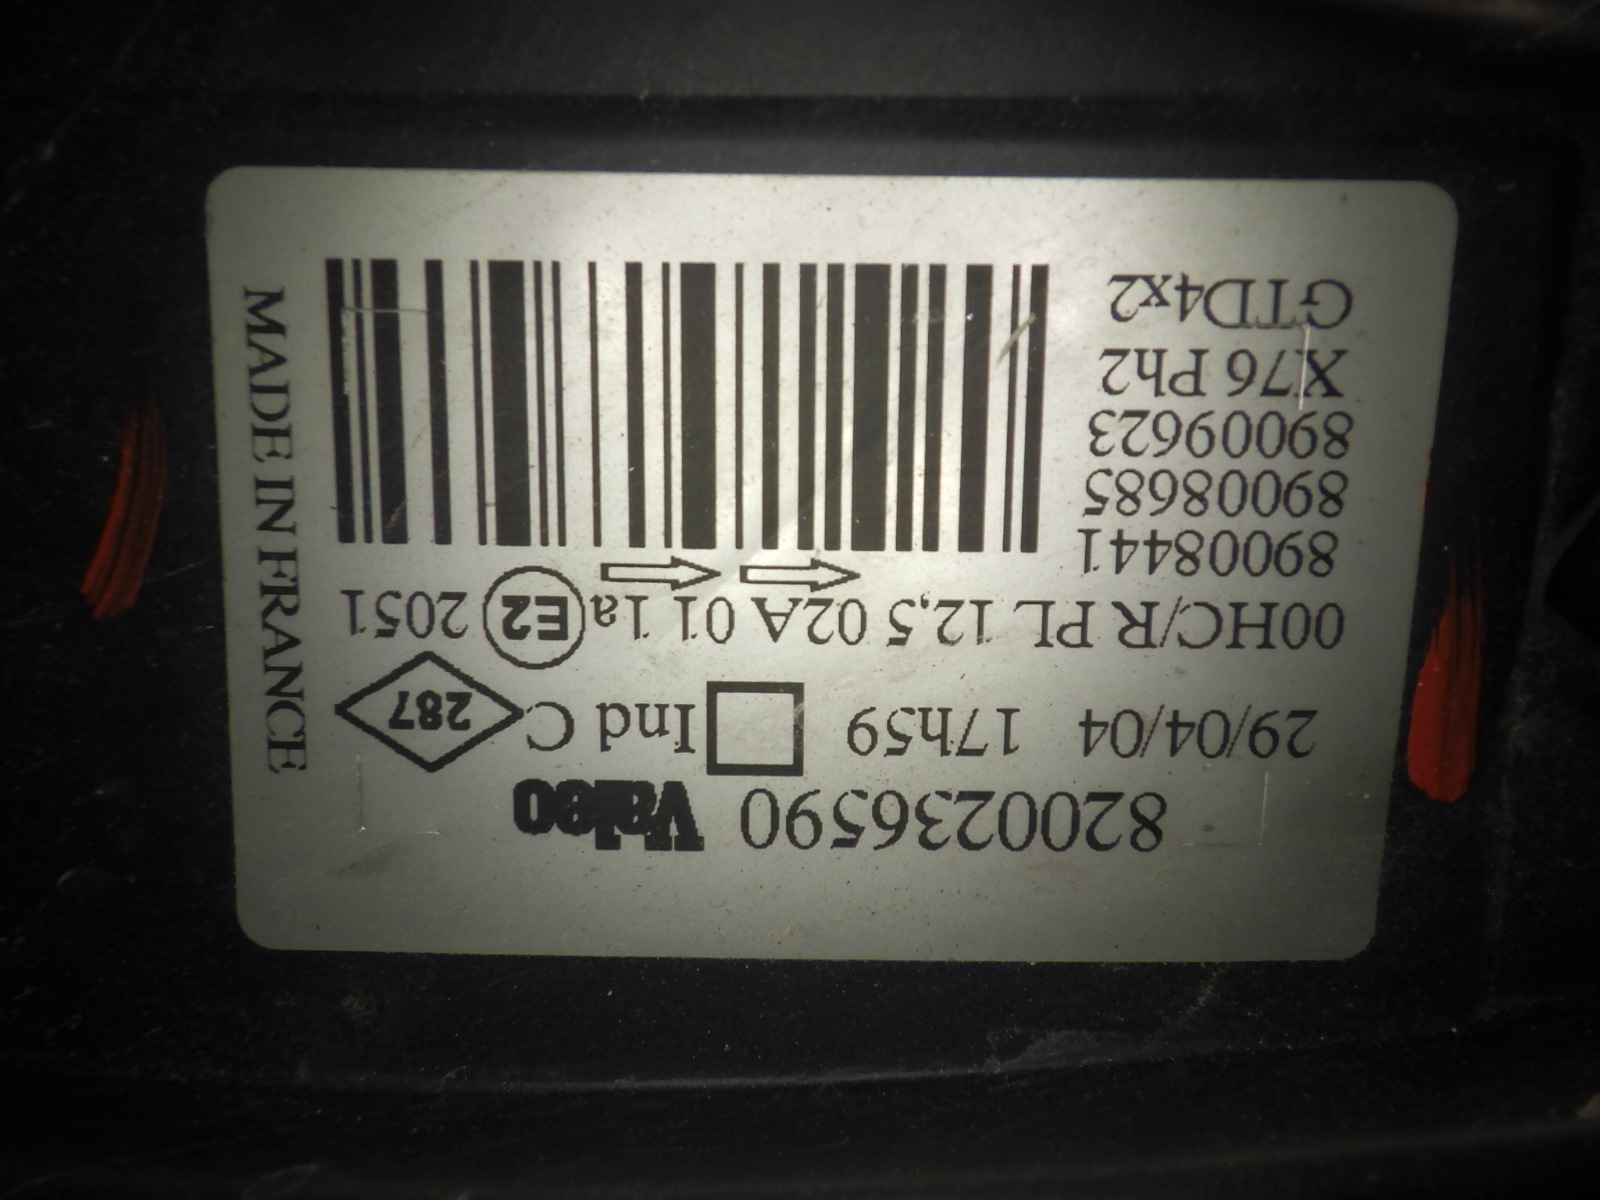 8200236590 Valeo
29/04/04 17h59 Ind C 287
00HC/R PL 12,5 02A 01 1a E2 2051
89008441
89008685
89009623
X76 Ph2
GTD4x2
MADE IN FRANCE